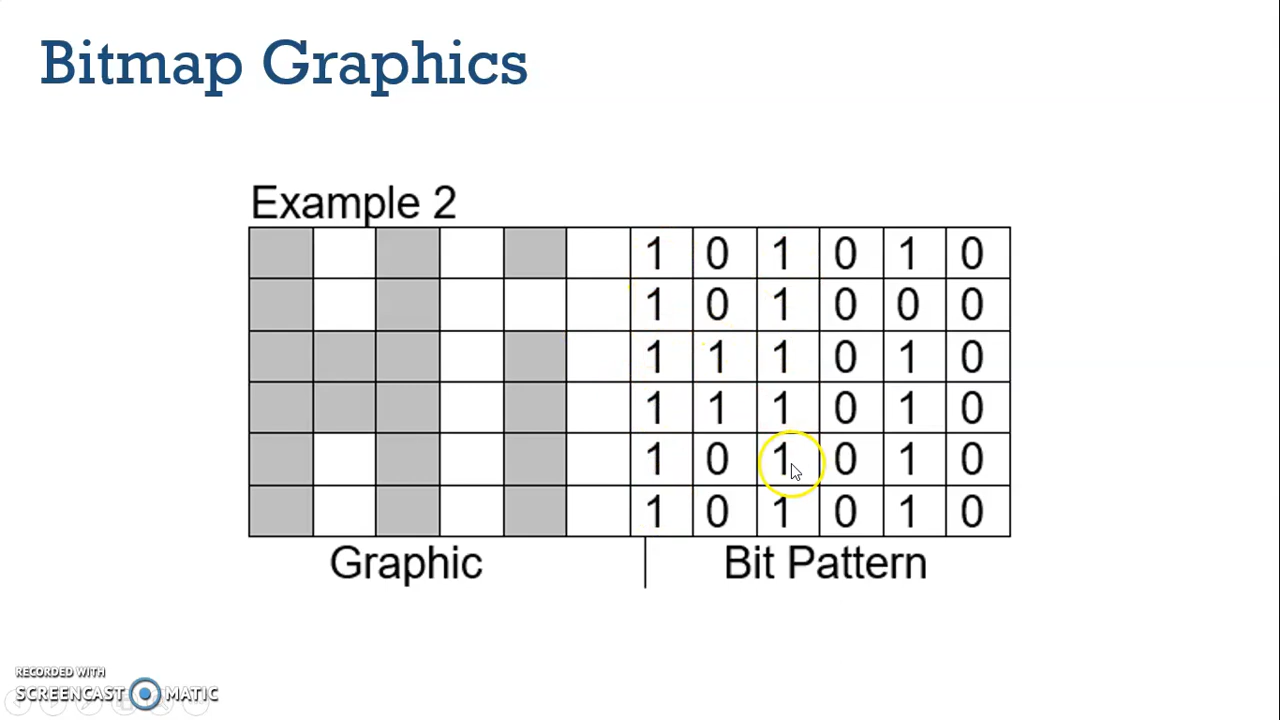 Bitmap Graphics
Example 2
1 0 1 0 1 0
1 0 1 0 0 0
1 1 1 0 1 0
1 1 1 0 1 0
1 0 1 0 1 0
1 0 1 0 1 0
Graphic Bit Pattern
RECORDED WITH
SCREENCAST MATIC